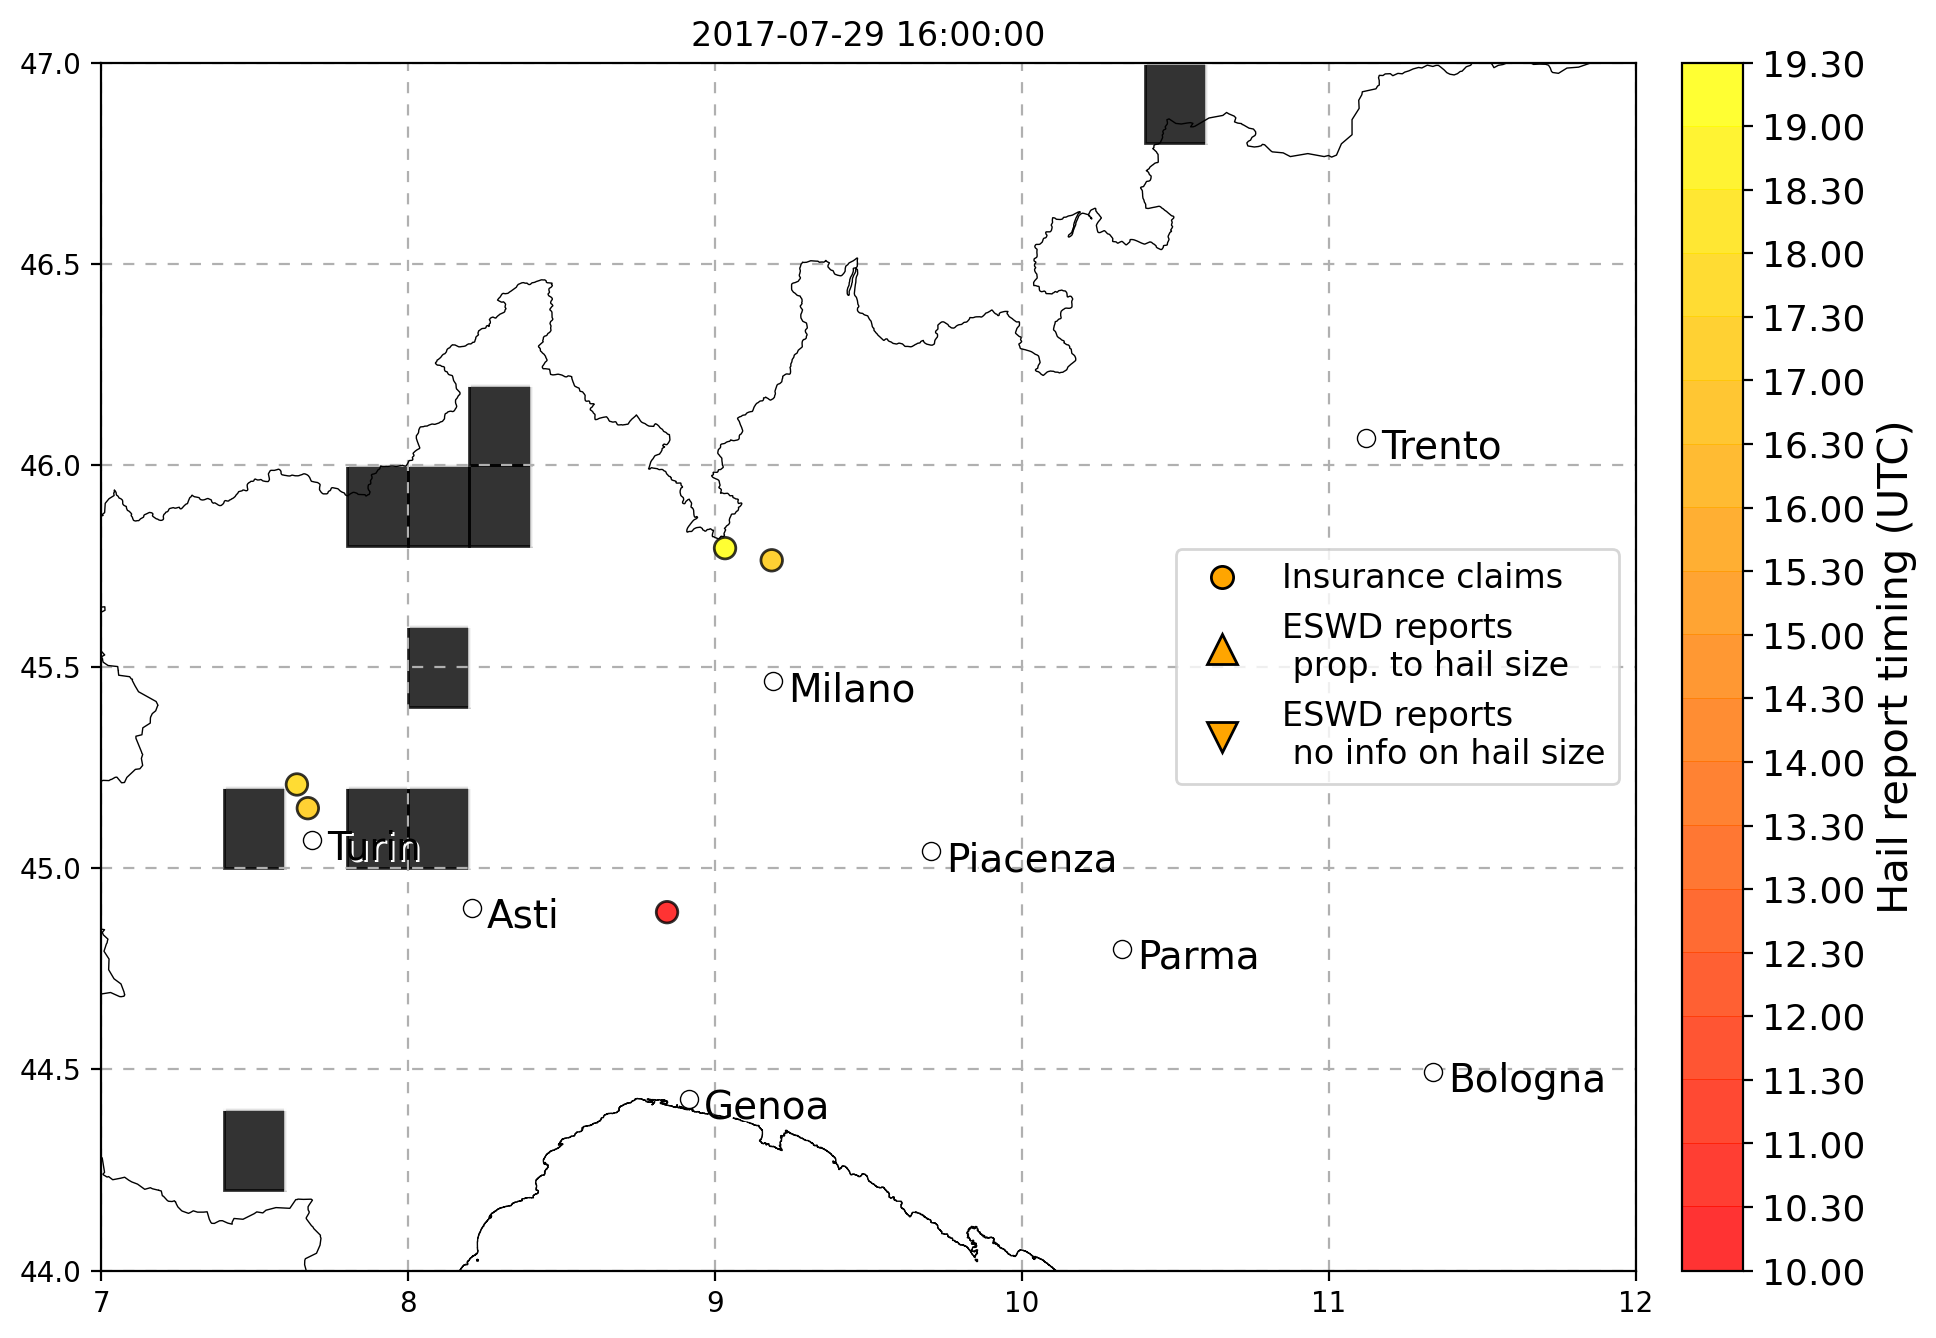 2017-07-29 16:00:00
47.0
46.5
46.0
45.5
45.0
44.5
44.0
7
8
9
10
11
12
Trento
Milano
Turin
Piacenza
Asti
Parma
Bologna
Genoa
Insurance claims
ESWD reports
prop. to hail size
ESWD reports
no info on hail size
19.30
19.00
18.30
18.00
17.30
17.00
16.30
16.00
15.30
15.00
14.30
14.00
13.30
13.00
12.30
12.00
11.30
11.00
10.30
10.00
Hail report timing (UTC)